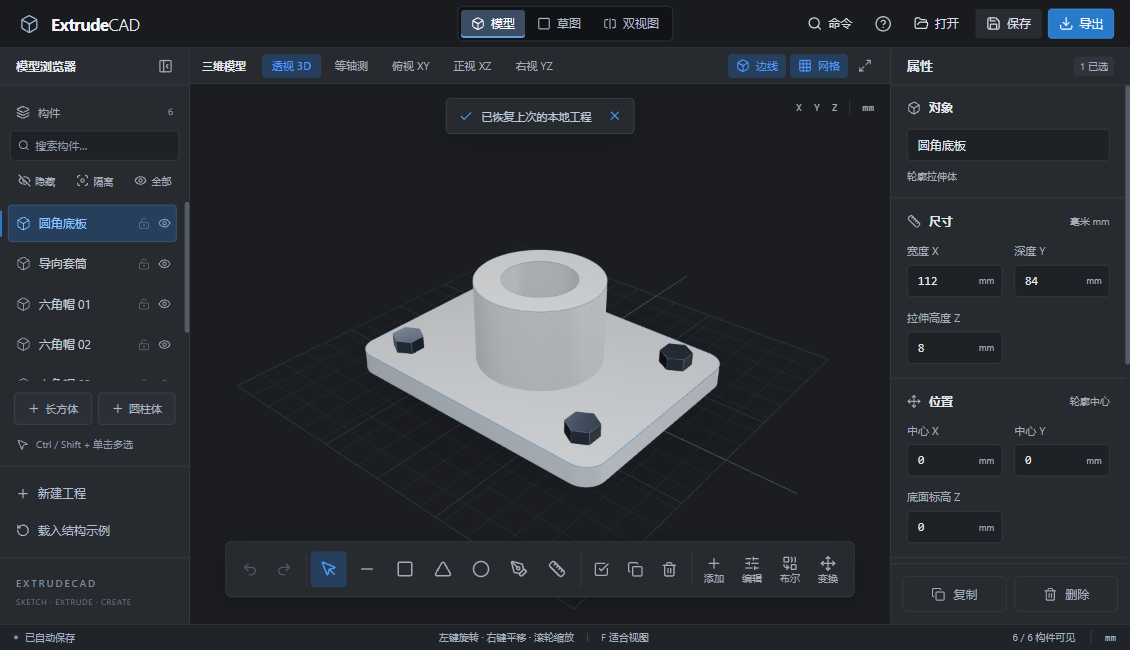 ExtrudeCAD
模型
草图
双视图
命令
打开
保存
导出
模型浏览器
三维模型
透视 3D
等轴测
俯视 XY
正视 XZ
右视 YZ
边线
网格
属性
1 已选
构件
6
搜索构件...
隐藏
隔离
全部
圆角底板
导向套筒
六角帽 01
六角帽 02
长方体
圆柱体
Ctrl / Shift + 单击多选
新建工程
载入结构示例
EXTRUDECAD
SKETCH · EXTRUDE · CREATE
已恢复上次的本地工程
X Y Z mm
添加
编辑
布尔
变换
对象
圆角底板
轮廓拉伸体
尺寸
毫米 mm
宽度 X
深度 Y
112 mm
84 mm
拉伸高度 Z
8 mm
位置
轮廓中心
中心 X
中心 Y
0 mm
0 mm
底面标高 Z
0 mm
复制
删除
已自动保存
左键旋转 · 右键平移 · 滚轮缩放
F 适合视图
6 / 6 构件可见
mm